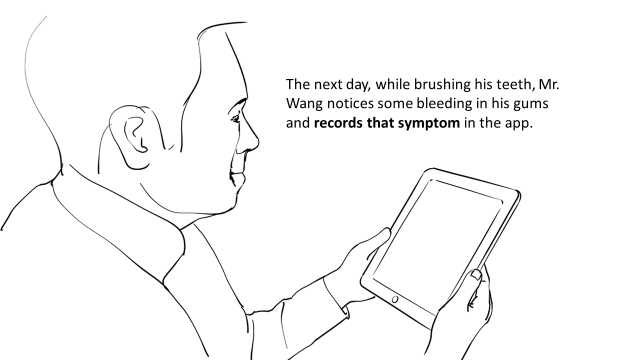 The next day, while brushing his teeth, Mr.
Wang notices some bleeding in his gums
and records that symptom in the app.